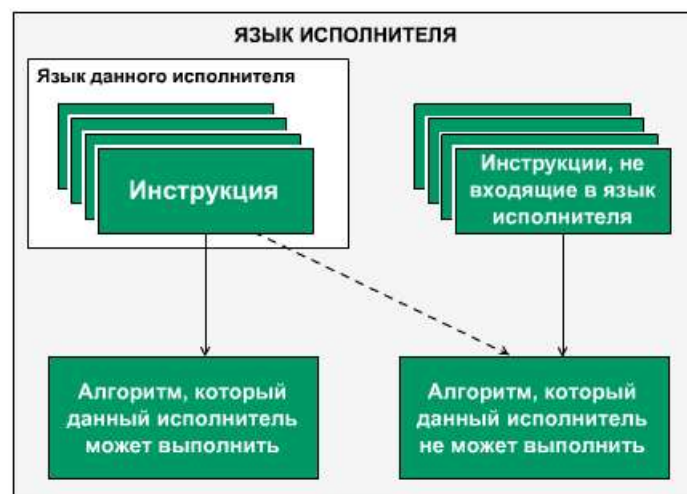 ЯЗЫК ИСПОЛНИТЕЛЯ
Язык данного исполнителя
Инструкция
Инструкции, не
входящие в язык
исполнителя
Алгоритм, который
данный исполнитель
может выполнить
Алгоритм, который
данный исполнитель
не может выполнить